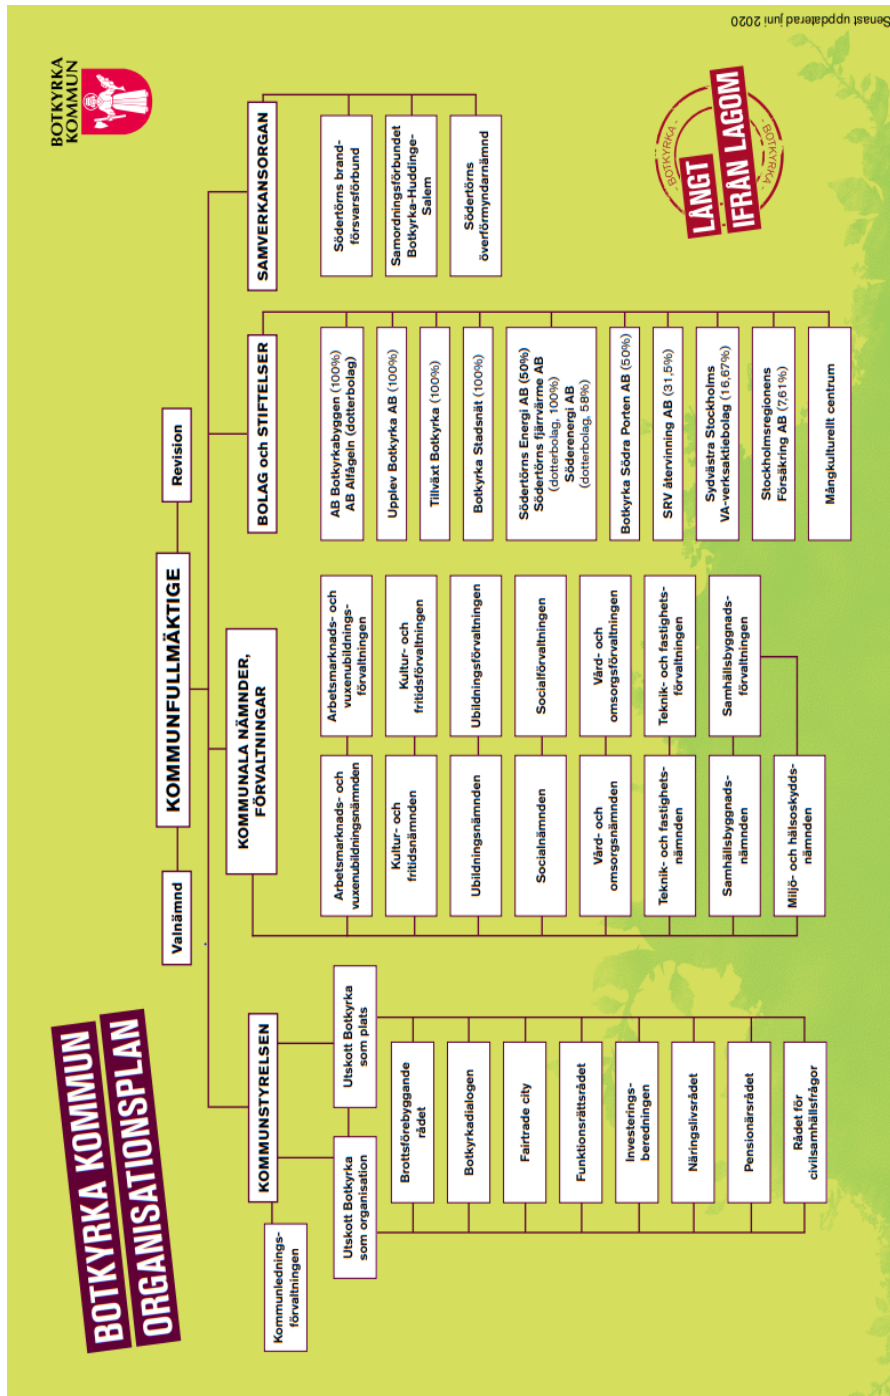 BOTKYRKA KOMMUN
ORGANISATIONSPLAN
BOTKYRKA
KOMMUN
Valnämnd
KOMMUNFULLMÄKTIGE
Revision
KOMMUNSTYRELSEN
Kommunlednings-
förvaltningen
Utskott Botkyrka
som organisation
Utskott Botkyrka
som plats
Brottsförebyggande
rådet
Botkyrkadialogen
Fairtrade city
Funktionsrättsrådet
Investerings-
beredningen
Näringslivsrådet
Pensionärsrådet
Rådet för
civilsamhällsfrågor
KOMMUNALA NÄMNDER,
FÖRVALTNINGAR
Arbetsmarknads- och
vuxenubildningsnämnden
Arbetsmarknads- och
vuxenubildnings-
förvaltningen
Kultur- och
fritidsnämnden
Kultur- och
fritidsförvaltningen
Ubildningsnämnden
Ubildningsförvaltningen
Socialnämnden
Socialförvaltningen
Vård- och
omsorgsnämnden
Vård- och
omsorgsförvaltningen
Teknik- och fastighets-
nämnden
Teknik- och fastighets-
förvaltningen
Samhällsbyggnads-
nämnden
Samhällsbyggnads-
förvaltningen
Miljö- och hälsoskydds-
nämnden
BOLAG och STIFTELSER
AB Botkyrkabyggen (100%)
AB Alfågeln (dotterbolag)
Upplev Botkyrka AB (100%)
Tillväxt Botkyrka (100%)
Botkyrka Stadsnät (100%)
Södertörns Energi AB (50%)
Södertörns fjärrvärme AB
(dotterbolag, 100%)
Söderenergi AB
(dotterbolag, 58%)
Botkyrka Södra Porten AB (50%)
SRV återvinning AB (31,5%)
Sydvästra Stockholms
VA-verksaktiebolag (16,67%)
Stockholmsregionens
Försäkring AB (7,61%)
Mångkulturellt centrum
SAMVERKANSORGAN
Södertörns brand-
försvarsförbund
Samordningsförbundet
Botkyrka-Huddinge-
Salem
Södertörns
överförmyndarnämnd
- BOTKYRKA -
LÅNGT
IFRÅN LAGOM
- BOTKYRKA -
Senast uppdaterad juni 2020